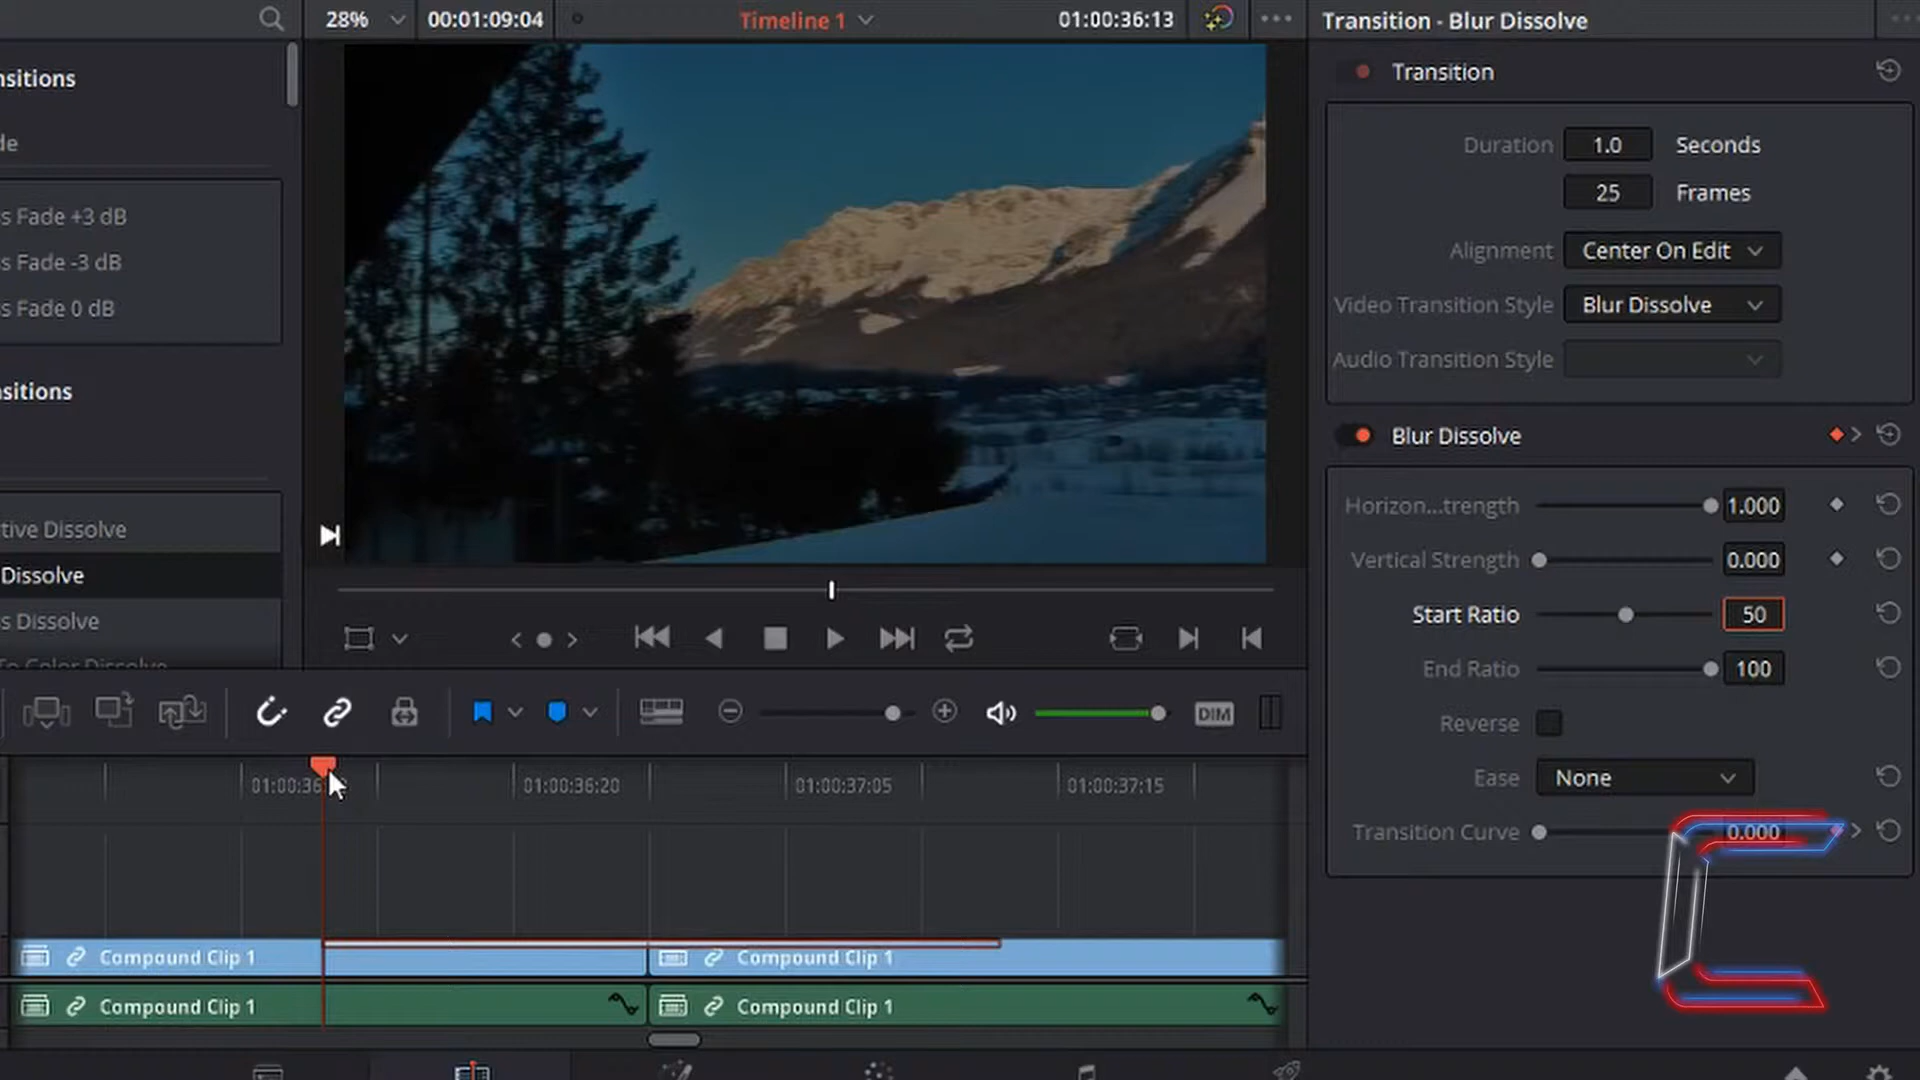 28%
00:01:09:04
Timeline 1
01:00:36:13
Transition - Blur Dissolve
nsitions
de
s Fade +3 dB
s Fade -3 dB
s Fade 0 dB
sitions
tive Dissolve
Dissolve
s Dissolve
To Color Dissolve
Transition
Duration 1.0 Seconds
25 Frames
Alignment Center On Edit
Video Transition Style Blur Dissolve
Audio Transition Style
Blur Dissolve
Horizon...trength 1.000
Vertical Strength 0.000
Start Ratio 50
End Ratio 100
Reverse
Ease None
Transition Curve 0.000
DIM
01:00:36
01:00:36:20
01:00:37:05
01:00:37:15
Compound Clip 1
Compound Clip 1
Compound Clip 1
Compound Clip 1